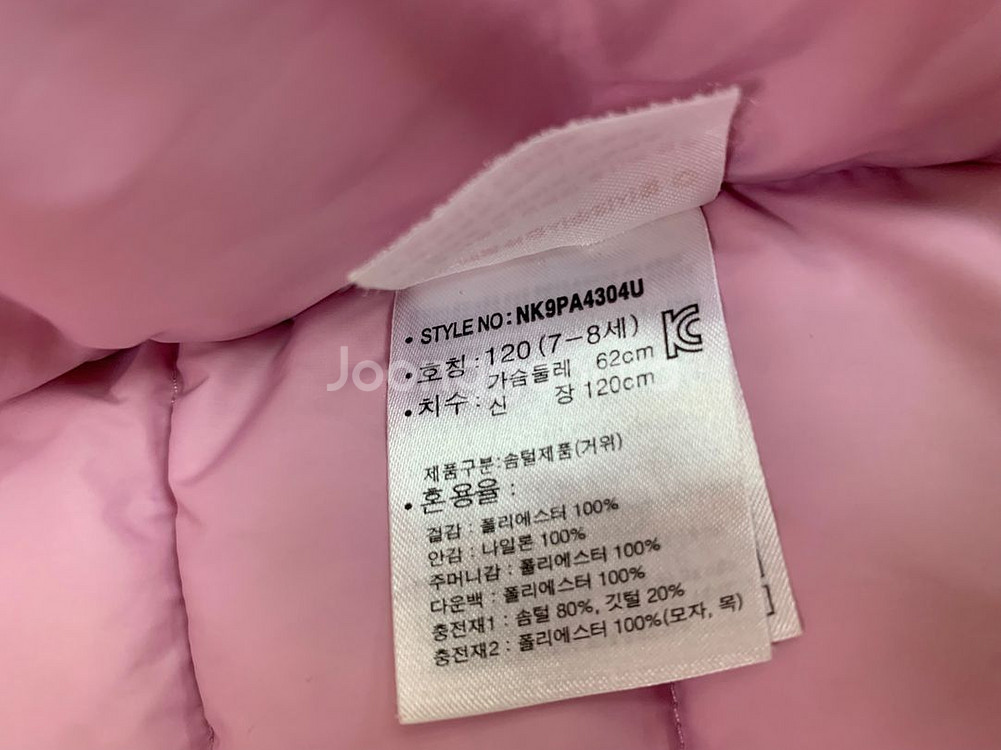 • STYLE NO : NK9PA4304U
• 호칭 : 120 (7-8세)
• 치수 : 가슴둘레 62cm
신 장 120cm
제품구분:솜털제품(거위)
• 혼용율 :
겉감 : 폴리에스터 100%
안감 : 나일론 100%
주머니감 : 폴리에스터 100%
다운백 : 폴리에스터 100%
충전재1 : 솜털 80%, 깃털 20%
충전재2 : 폴리에스터 100%(모자, 목)